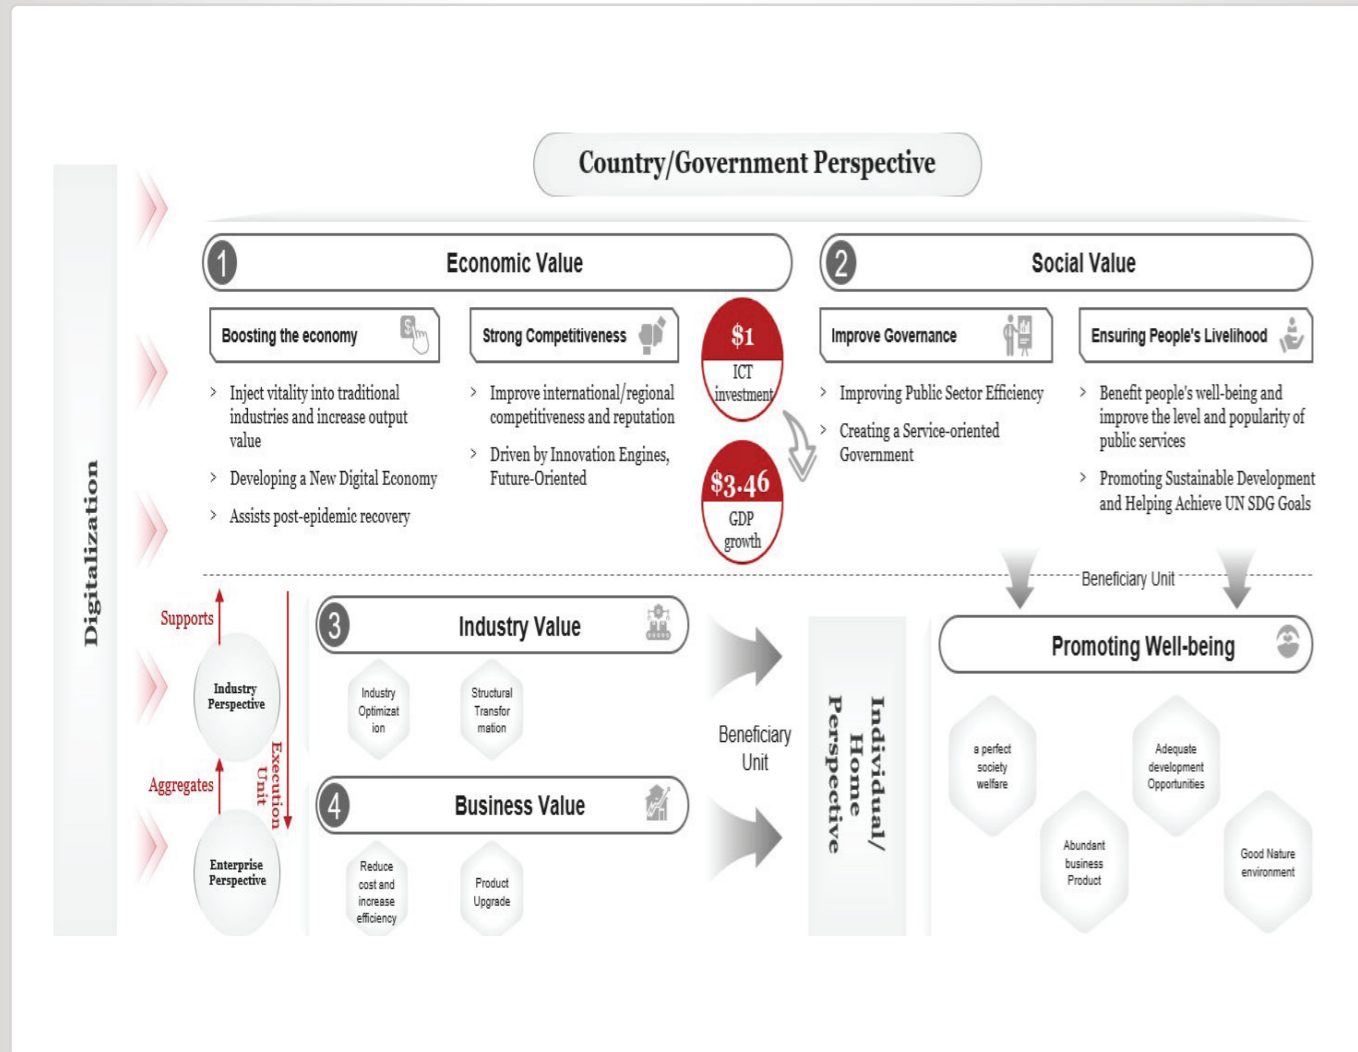 Country/Government Perspective
Digitalization
1
Economic Value
Boosting the economy
$
Inject vitality into traditional
industries and increase output
value
Developing a New Digital Economy
Assists post-epidemic recovery
Strong Competitiveness
Improve international/regional
competitiveness and reputation
Driven by Innovation Engines,
Future-Oriented
$1
ICT
investment
$3.46
GDP
growth
2
Social Value
Improve Governance
Improving Public Sector Efficiency
Creating a Service-oriented
Government
Ensuring People's Livelihood
Benefit people's well-being and
improve the level and popularity of
public services
Promoting Sustainable Development
and Helping Achieve UN SDG Goals
Beneficiary Unit
Supports
Industry
Perspective
Aggregates
Enterprise
Perspective
Execution
Unit
3
Industry Value
Industry
Optimizat
ion
Structural
Transfor
mation
4
Business Value
Reduce
cost and
increase
efficiency
Product
Upgrade
Beneficiary
Unit
Individual/
Home
Perspective
Promoting Well-being
a perfect
society
welfare
Abundant
business
Product
Adequate
development
Opportunities
Good Nature
environment